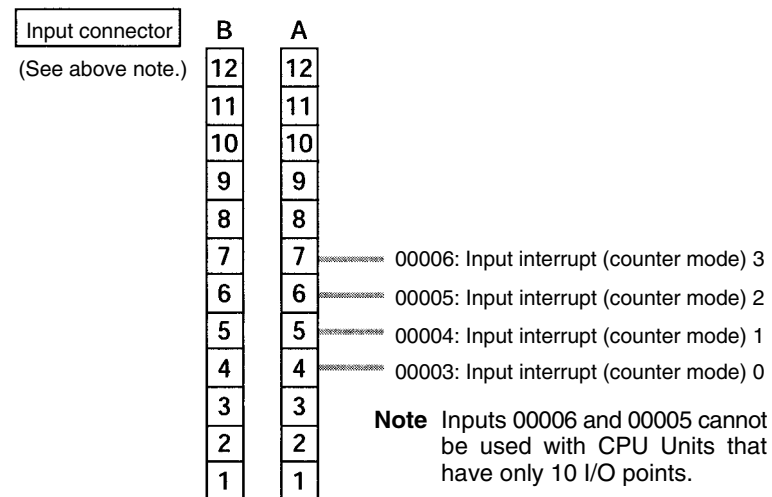 Input connector B A
(See above note.) 12 12
11 11
10 10
9 9
8 8
7 7 00006: Input interrupt (counter mode) 3
6 6 00005: Input interrupt (counter mode) 2
5 5 00004: Input interrupt (counter mode) 1
4 4 00003: Input interrupt (counter mode) 0
3 3
Note Inputs 00006 and 00005 cannot
2 2 be used with CPU Units that
1 1 have only 10 I/O points.